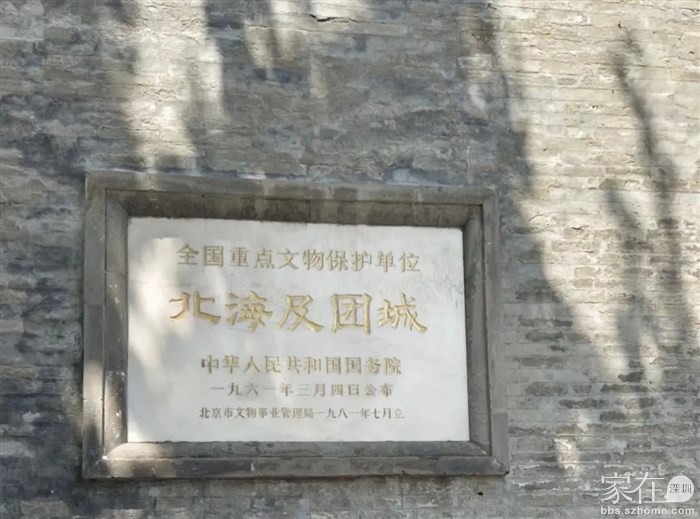 全国重点文物保护单位
北海及团城
中华人民共和国国务院
一九六一年三月四日公布
北京市文物事业管理局一九八一年七月立
家在深圳
bbs.szhome.com